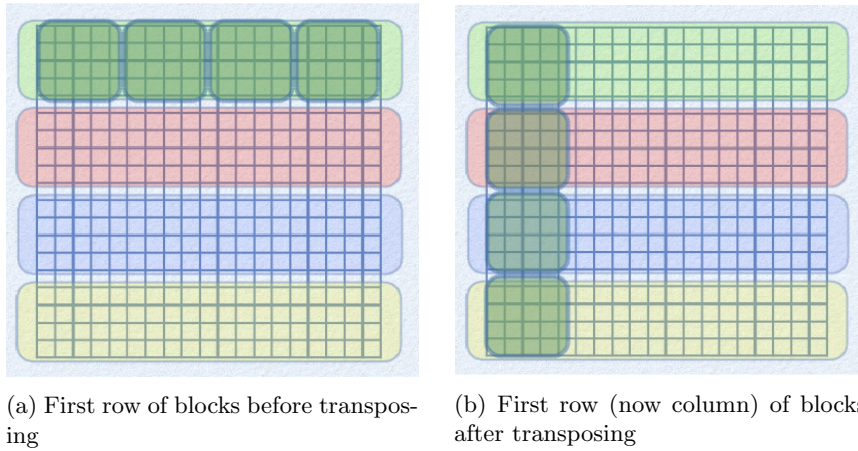 (a) First row of blocks before transpos-
ing
(b) First row (now column) of blocks
after transposing